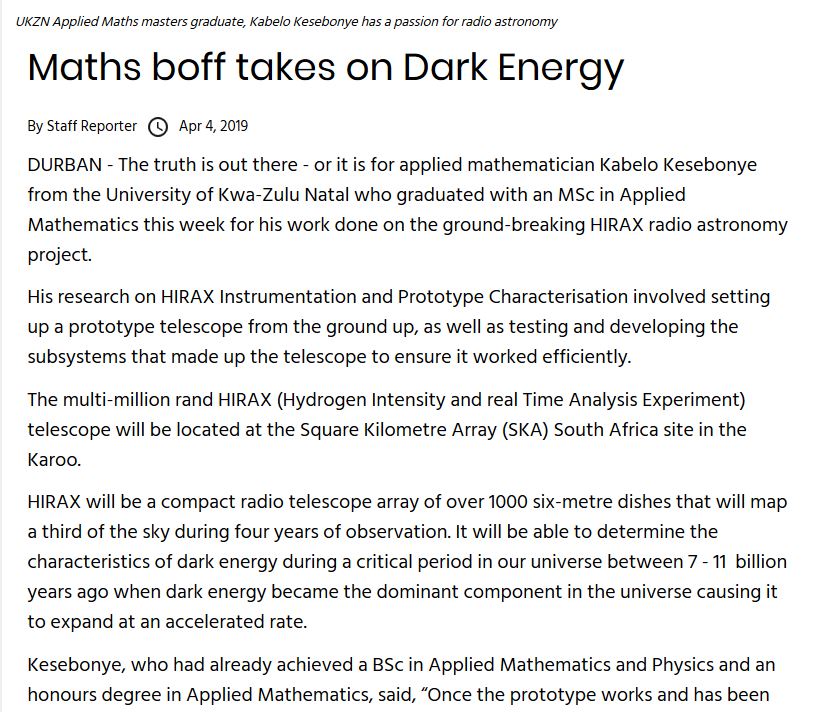 UKZN Applied Maths masters graduate, Kabelo Kesebonye has a passion for radio astronomy
Maths boff takes on Dark Energy
By Staff Reporter Apr 4, 2019
DURBAN - The truth is out there - or it is for applied mathematician Kabelo Kesebonye
from the University of Kwa-Zulu Natal who graduated with an MSc in Applied
Mathematics this week for his work done on the ground-breaking HIRAX radio astronomy
project.
His research on HIRAX Instrumentation and Prototype Characterisation involved setting
up a prototype telescope from the ground up, as well as testing and developing the
subsystems that made up the telescope to ensure it worked efficiently.
The multi-million rand HIRAX (Hydrogen Intensity and real Time Analysis Experiment)
telescope will be located at the Square Kilometre Array (SKA) South Africa site in the
Karoo.
HIRAX will be a compact radio telescope array of over 1000 six-metre dishes that will map
a third of the sky during four years of observation. It will be able to determine the
characteristics of dark energy during a critical period in our universe between 7 - 11 billion
years ago when dark energy became the dominant component in the universe causing it
to expand at an accelerated rate.
Kesebonye, who had already achieved a BSc in Applied Mathematics and Physics and an
honours degree in Applied Mathematics, said, “Once the prototype works and has been